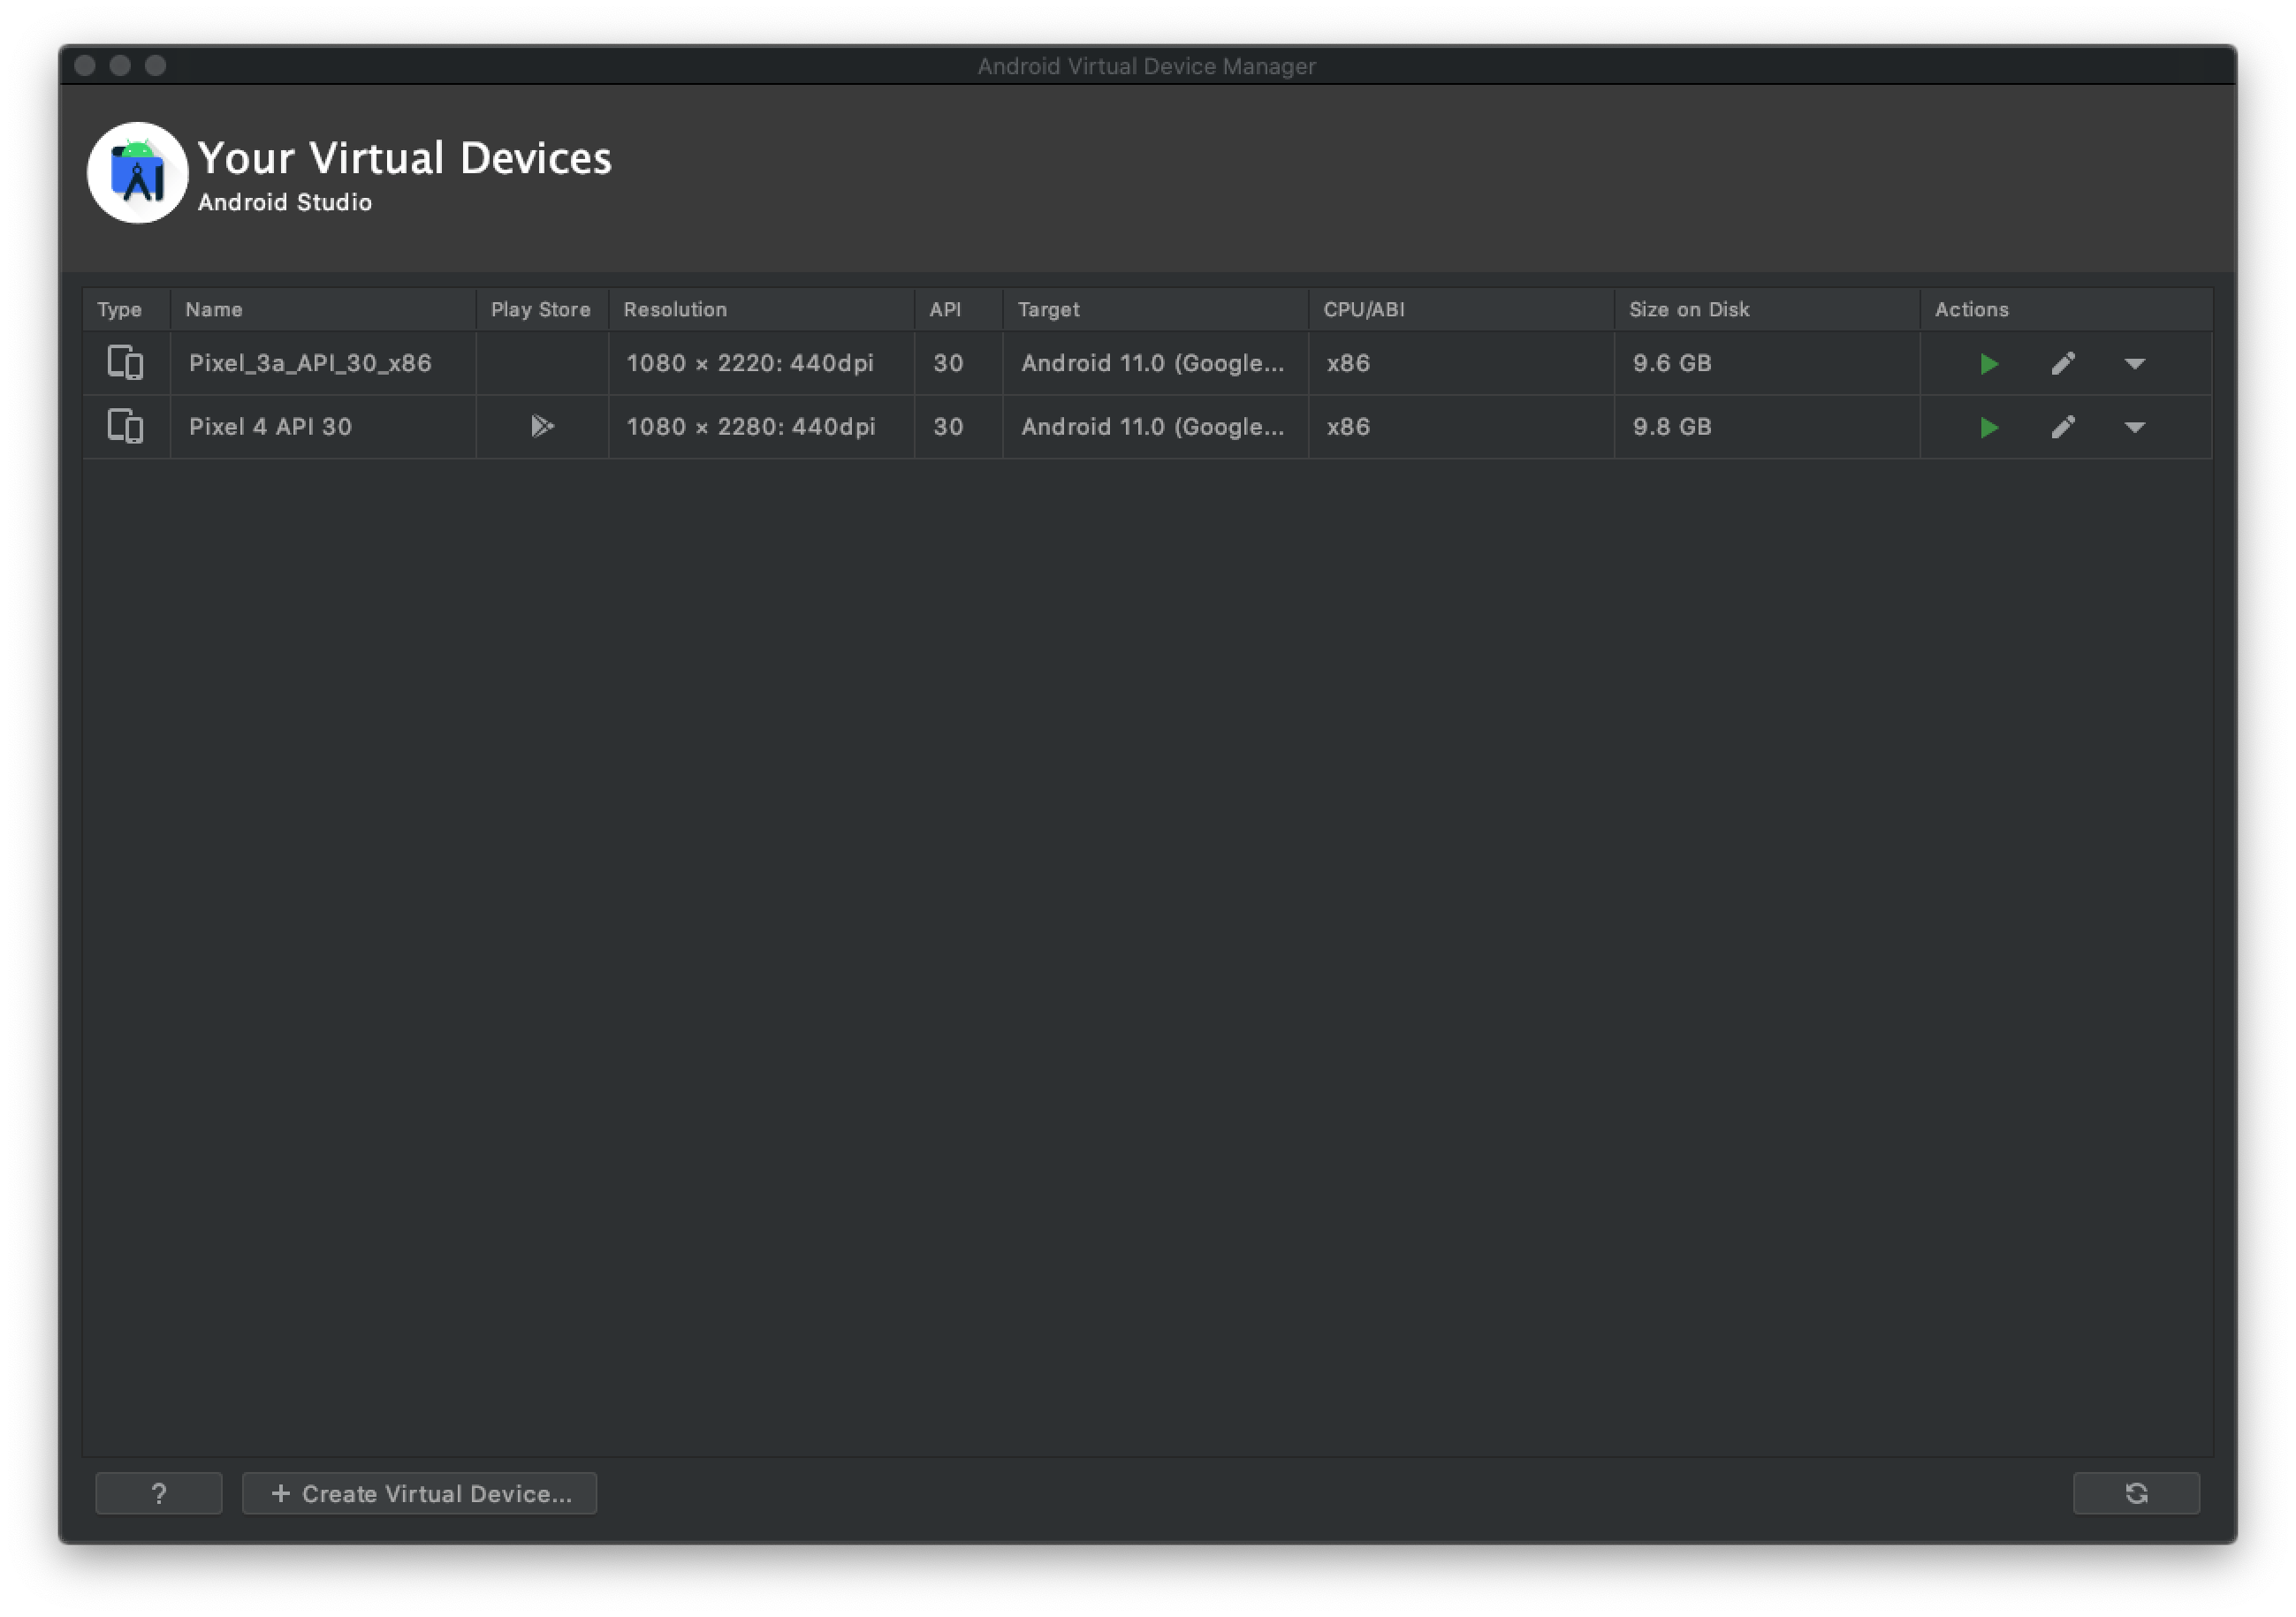 Android Virtual Device Manager
Your Virtual Devices
Android Studio
Type Name Play Store Resolution API Target CPU/ABI Size on Disk Actions
Pixel_3a_API_30_x86 1080 × 2220: 440dpi 30 Android 11.0 (Google... x86 9.6 GB
Pixel 4 API 30 1080 × 2280: 440dpi 30 Android 11.0 (Google... x86 9.8 GB
? + Create Virtual Device...